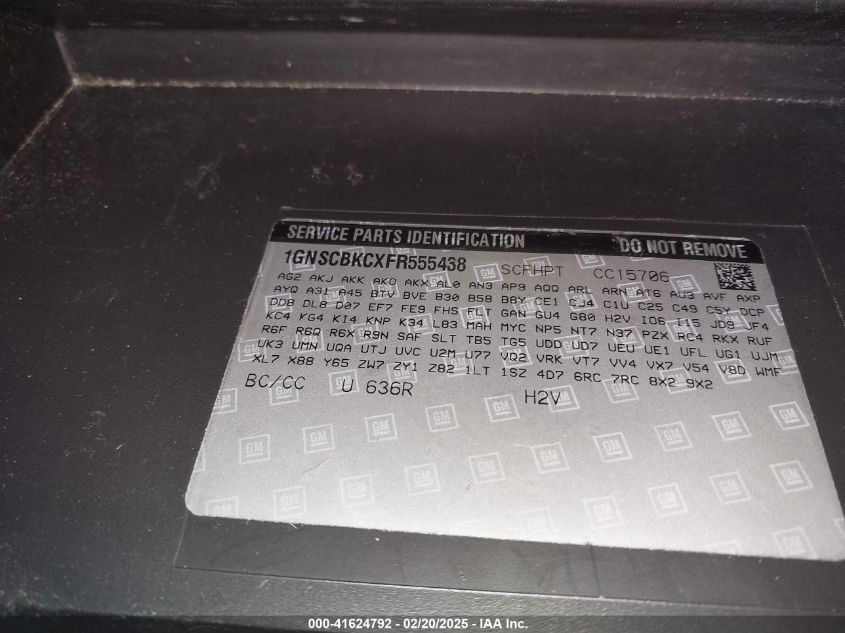 SERVICE PARTS IDENTIFICATION DO NOT REMOVE
1GNSCBKCXFR555438 SCFHPT CC15706
AG2 AKJ AKK AKO AKX AL0 AN3 AP9 AQQ ARL ARN AT6 AU3 AVF AXP
AYQ A31 A45 BTV BVE B30 B58 B8Y CE1 CJ4 C1U C25 C49 C5Y DCP
DD8 DL8 D07 EF7 FE9 FHS FLT GAN GU4 G80 H2V IO6 I15 JD9 JF4
KC4 KG4 KI4 KNP K34 L83 MAH MYC NP5 NT7 N37 PZX RC4 RKX RUF
R6F R6Q R6X R9N SAF SLT TB5 TG5 UDD UD7 UEU UE1 UFL UG1 UJM
UK3 UMN UQA UTJ UVC U2M U77 VQ2 VRK VT7 VV4 VX7 V54 V8D WMF
XL7 X88 Y65 ZW7 ZY1 Z82 1LT 1SZ 4D7 6RC 7RC 8X2 9X2
BC/CC U 636R H2V
GM GM GM GM GM GM
000-41624792 - 02/20/2025 - IAA Inc.